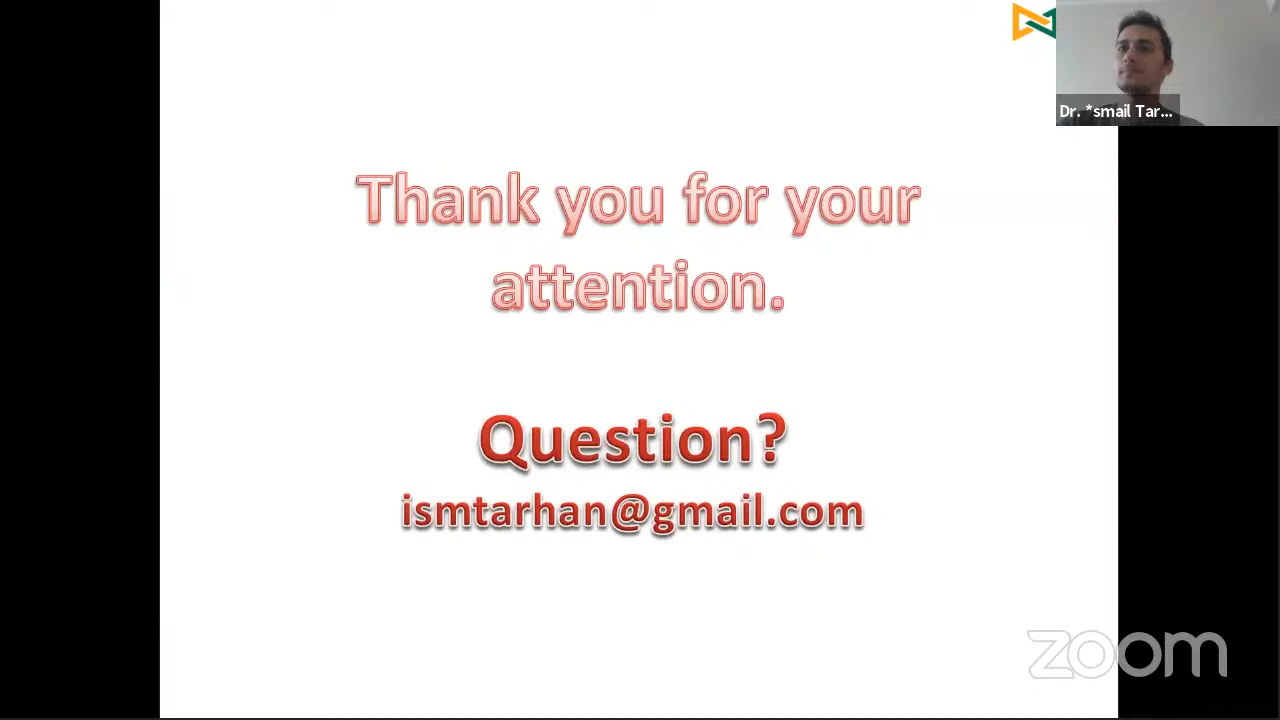 Dr. *smail Tar...
Thank you for your
attention.
Question?
ismtarhan@gmail.com
zoom